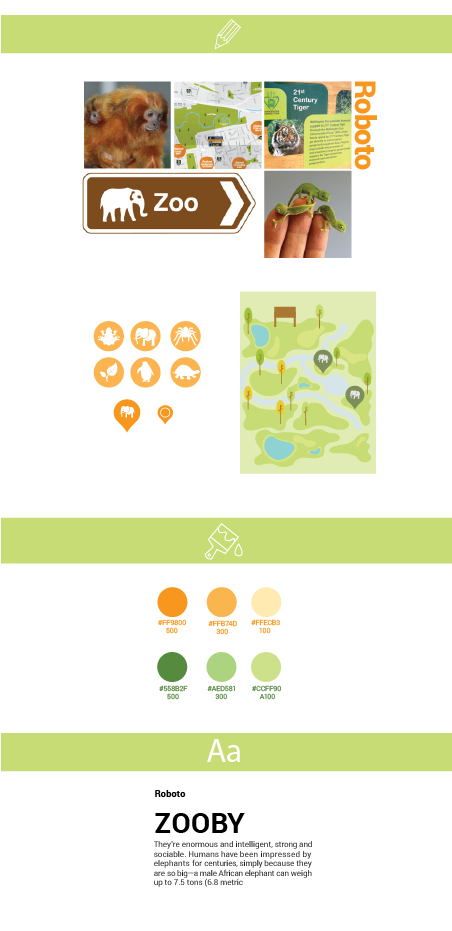 21st
Century
Tiger
Roboto
Zoo
#FF9800
500
#FFB74D
300
#FFECB3
100
#558B2F
500
#AED581
300
#CCFF90
A100
Aa
Roboto
ZOOBY
They're enormous and intelligent, strong and
sociable. Humans have been impressed by
elephants for centuries, simply because they
are so big—a male African elephant can weigh
up to 7.5 tons (6.8 metric